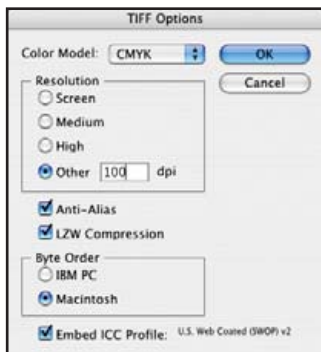 TIFF Options
Color Model: CMYK OK
Cancel
Resolution
Screen
Medium
High
Other 100 dpi
Anti-Alias
LZW Compression
Byte Order
IBM PC
Macintosh
Embed ICC Profile: U.S. Web Coated (SWOP) v2